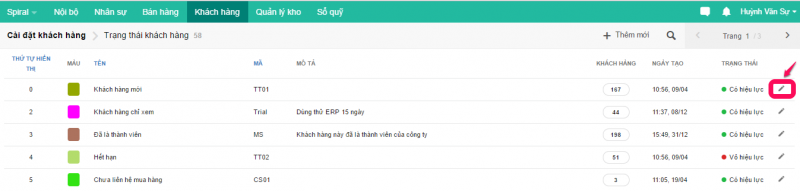 Spiral Nội bộ Nhân sự Bán hàng Khách hàng Quản lý kho Sổ quỹ Huỳnh Văn Sự
Cài đặt khách hàng Trạng thái khách hàng 58 + Thêm mới Trang 1 / 3
THỨ TỰ HIỂN THỊ MÀU TÊN MÃ MÔ TẢ KHÁCH HÀNG NGÀY TẠO TRẠNG THÁI
0 Khách hàng mới TT01 167 10:56, 09/04 Có hiệu lực
2 Khách hàng chỉ xem Trial Dùng thử ERP 15 ngày 44 11:37, 08/12 Có hiệu lực
3 Đã là thành viên MS Khách hàng này đã là thành viên của công ty 198 15:49, 31/12 Có hiệu lực
4 Hết hạn TT02 51 10:56, 09/04 Vô hiệu lực
5 Chưa liên hệ mua hàng CS01 3 11:05, 19/04 Có hiệu lực